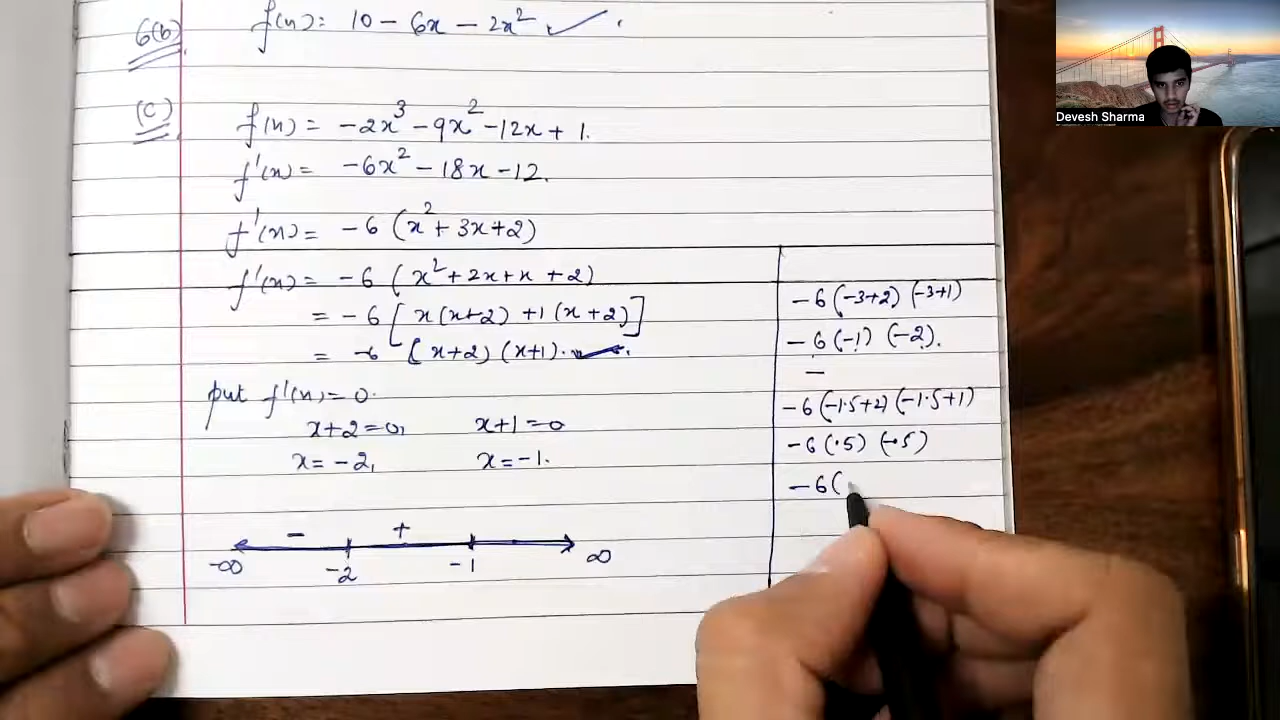 6(b) f(x) = 10 - 6x - 2x² ✓.
(C) f(x) = -2x³ - 9x² - 12x + 1.
f'(x) = -6x² - 18x - 12.
f'(x) = -6 (x² + 3x + 2)
f'(x) = -6 (x² + 2x + x + 2)
= -6 [x(x+2) + 1(x+2)]
= -6 [x+2) (x+1).
put f'(x) = 0.
x+2=0, x+1=0
x=-2, x=-1.
- +
-∞ -2 -1 ∞
-6(-3+2) (-3+1)
-6(-1) (-2).
-
-6(-1.5+2) (-1.5+1)
-6(.5) (-.5)
-6(
Devesh Sharma